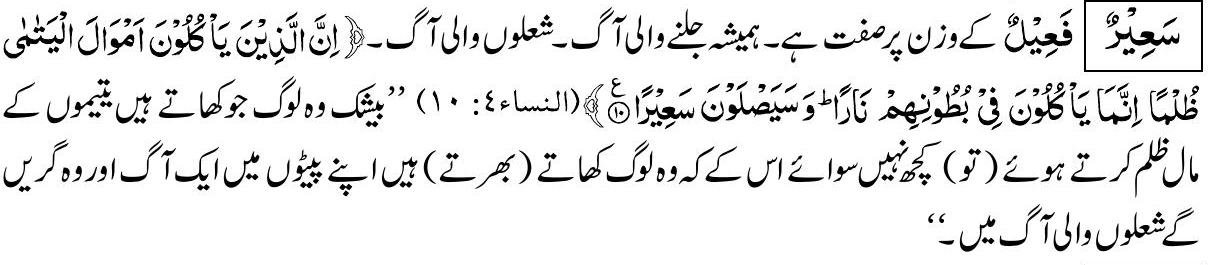 سَعِیْرٌ فَعِیْلٌ کے وزن پر صفت ہے۔ ہمیشہ جلنے والی آگ۔ شعلوں والی آگ۔ ﴿ اِنَّ الَّذِیْنَ یَاْکُلُوْنَ اَمْوَالَ الْیَتٰمٰی
ظُلْمًا اِنَّمَا یَاْکُلُوْنَ فِیْ بُطُوْنِهِمْ نَارًا ؕ وَ سَیَصْلَوْنَ سَعِیْرًا ۧ۝۱۰﴾ (النساء٤: ١٠) ’’بیشک وہ لوگ جو کھاتے ہیں یتیموں کے
مال ظلم کرتے ہوئے (تو) کچھ نہیں سوائے اس کے کہ وہ لوگ کھاتے (بھرتے) ہیں اپنے پیٹوں میں ایک آگ اور وہ گریں
گے شعلوں والی آگ میں۔‘‘